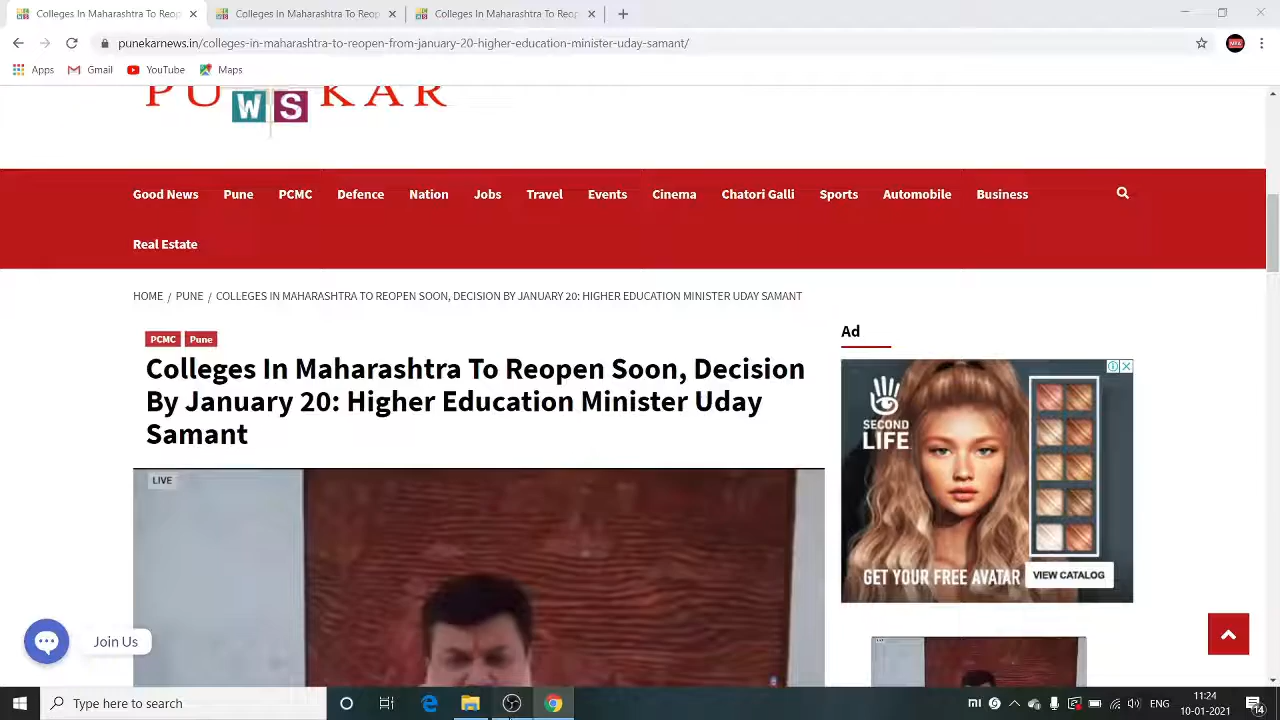 Colleges In Maharashtra To Reop
Colleges In Maharashtra To Reop
Colleges In Maharashtra To Reop
punekarnews.in/colleges-in-maharashtra-to-reopen-from-january-20-higher-education-minister-uday-samant/
Apps
Gmail
YouTube
Maps
PU
KAR
W S
Good News
Pune
PCMC
Defence
Nation
Jobs
Travel
Events
Cinema
Chatori Galli
Sports
Automobile
Business
Real Estate
HOME / PUNE / COLLEGES IN MAHARASHTRA TO REOPEN SOON, DECISION BY JANUARY 20: HIGHER EDUCATION MINISTER UDAY SAMANT
PCMC Pune
Colleges In Maharashtra To Reopen Soon, Decision
By January 20: Higher Education Minister Uday
Samant
LIVE
Ad
SECOND
LIFE
GET YOUR FREE AVATAR
VIEW CATALOG
Join Us
Type here to search
ENG
11:24
10-01-2021